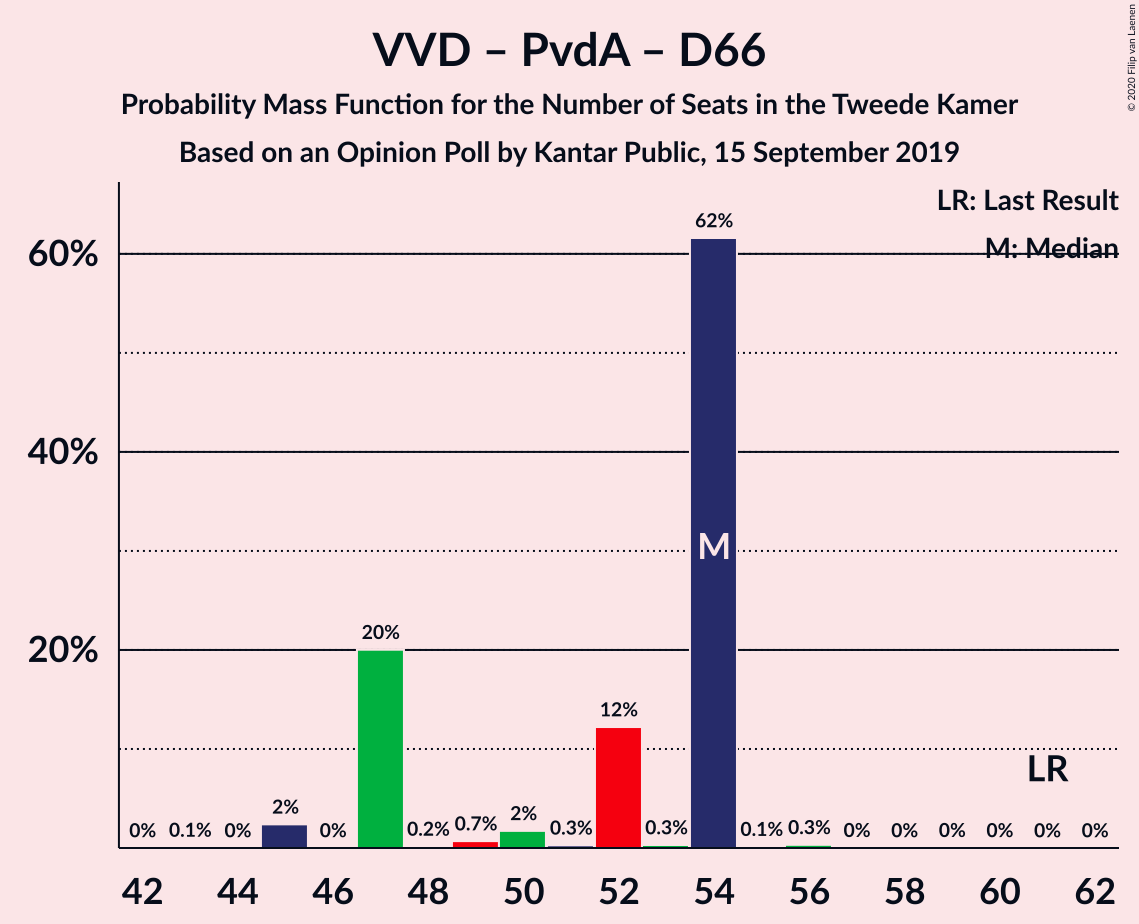 VVD – PvdA – D66
Probability Mass Function for the Number of Seats in the Tweede Kamer
Based on an Opinion Poll by Kantar Public, 15 September 2019
© 2020 Filip van Laenen
LR: Last Result
M: Median
60%
40%
20%
0% 0.1% 0% 2% 0% 20% 0.2% 0.7% 2% 0.3% 12% 0.3% 62% 0.1% 0.3% 0% 0% 0% 0% 0% 0%
M
LR
42 44 46 48 50 52 54 56 58 60 62